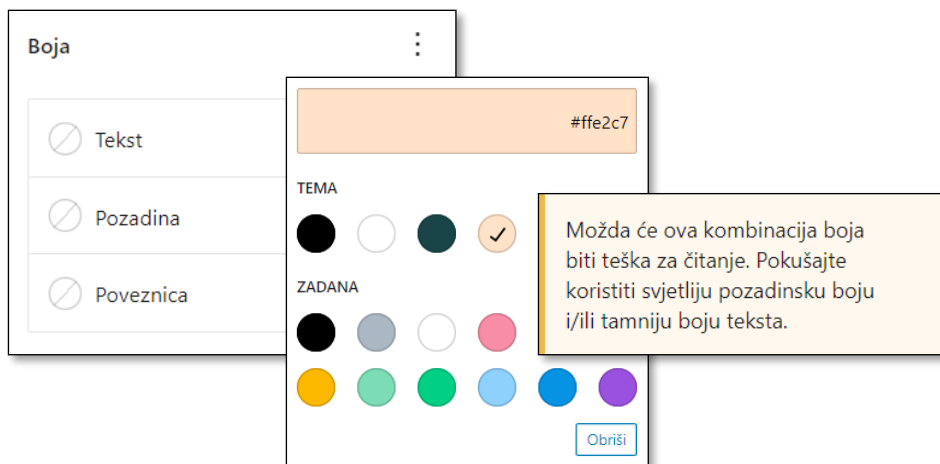 Boja
Tekst
Pozadina
Poveznica
#ffe2c7
TEMA
ZADANA
Obriši
Možda će ova kombinacija boja
biti teška za čitanje. Pokušajte
koristiti svjetliju pozadinsku boju
i/ili tamniju boju teksta.